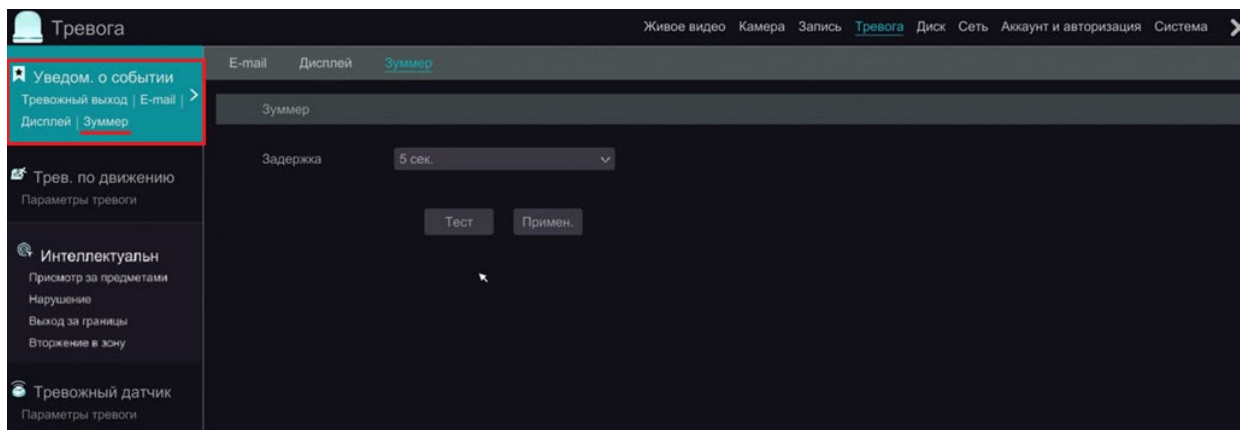 Тревога
Живое видео Камера Запись Тревога Диск Сеть Аккаунт и авторизация Система
Уведом. о событии
Тревожный выход | E-mail |
Дисплей | Зуммер
Трев. по движению
Параметры тревоги
Интеллектуальн
Присмотр за предметами
Нарушение
Выход за границы
Вторжение в зону
Тревожный датчик
Параметры тревоги
E-mail Дисплей Зуммер
Зуммер
Задержка 5 сек.
Тест Примен.